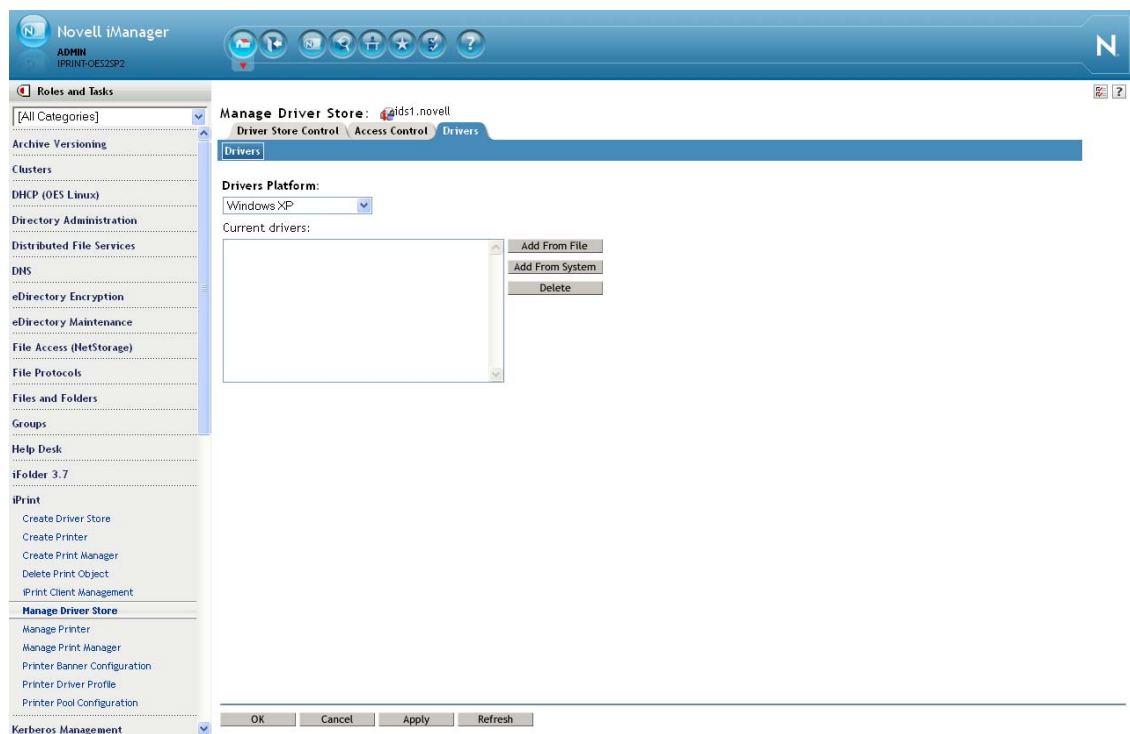 Novell iManager
ADMIN
IPRINT-OES2SP2
N
Roles and Tasks
[All Categories]
Archive Versioning
Clusters
DHCP (OES Linux)
Directory Administration
Distributed File Services
DNS
eDirectory Encryption
eDirectory Maintenance
File Access (NetStorage)
File Protocols
Files and Folders
Groups
Help Desk
iFolder 3.7
iPrint
Create Driver Store
Create Printer
Create Print Manager
Delete Print Object
iPrint Client Management
Manage Driver Store
Manage Printer
Manage Print Manager
Printer Banner Configuration
Printer Driver Profile
Printer Pool Configuration
Kerberos Management
Manage Driver Store: ids1.novell
Driver Store Control Access Control Drivers
Drivers
Drivers Platform:
Windows XP
Current drivers:
Add From File
Add From System
Delete
OK Cancel Apply Refresh